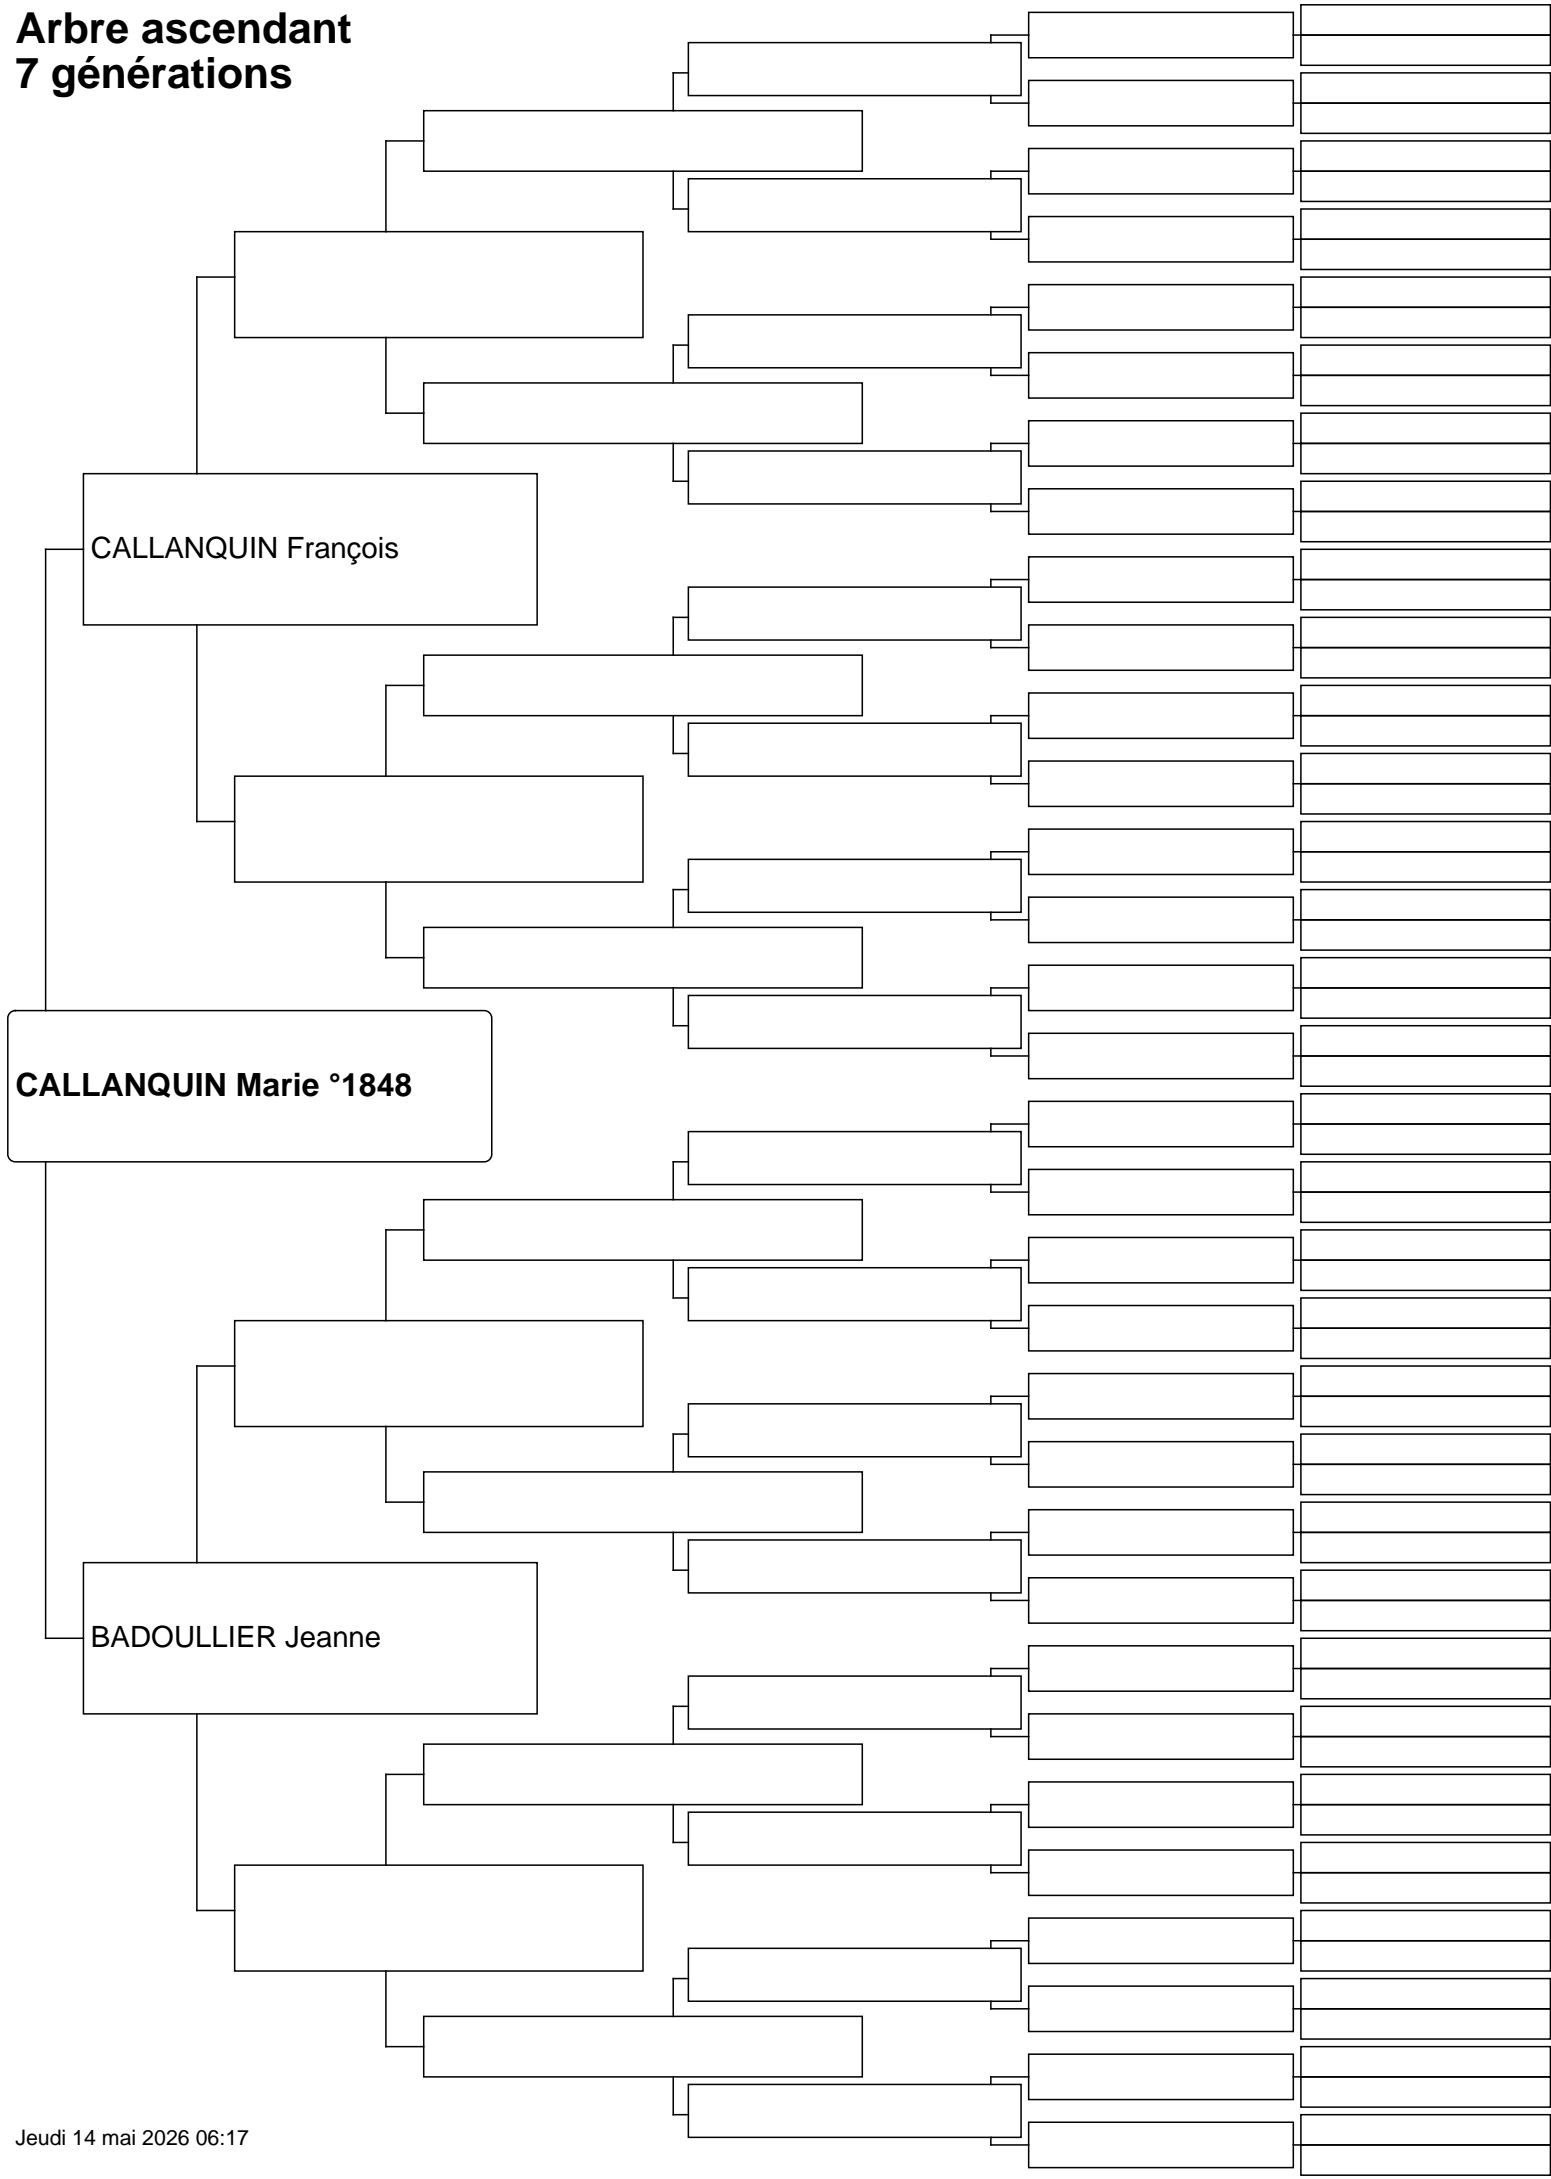 Arbre ascendant
7 générations
CALLANQUIN François
CALLANQUIN Marie °1848
BADOULLIER Jeanne
Jeudi 14 mai 2026 06:17